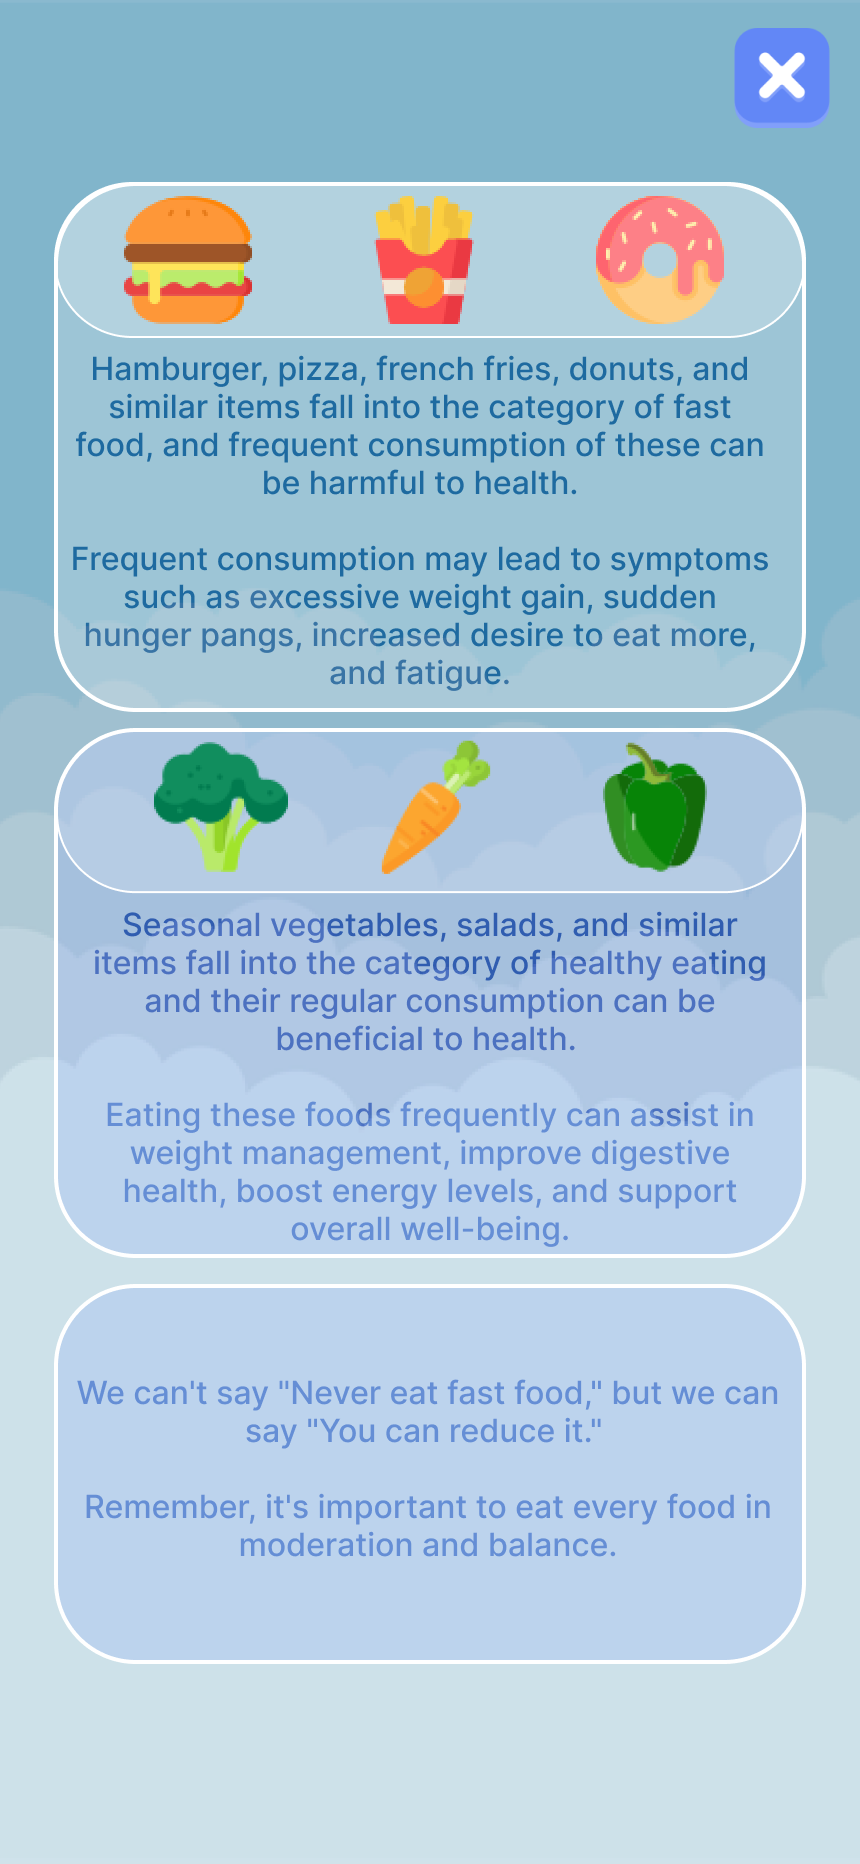 Hamburger, pizza, french fries, donuts, and
similar items fall into the category of fast
food, and frequent consumption of these can
be harmful to health.
Frequent consumption may lead to symptoms
such as excessive weight gain, sudden
hunger pangs, increased desire to eat more,
and fatigue.
Seasonal vegetables, salads, and similar
items fall into the category of healthy eating
and their regular consumption can be
beneficial to health.
Eating these foods frequently can assist in
weight management, improve digestive
health, boost energy levels, and support
overall well-being.
We can't say "Never eat fast food," but we can
say "You can reduce it."
Remember, it's important to eat every food in
moderation and balance.